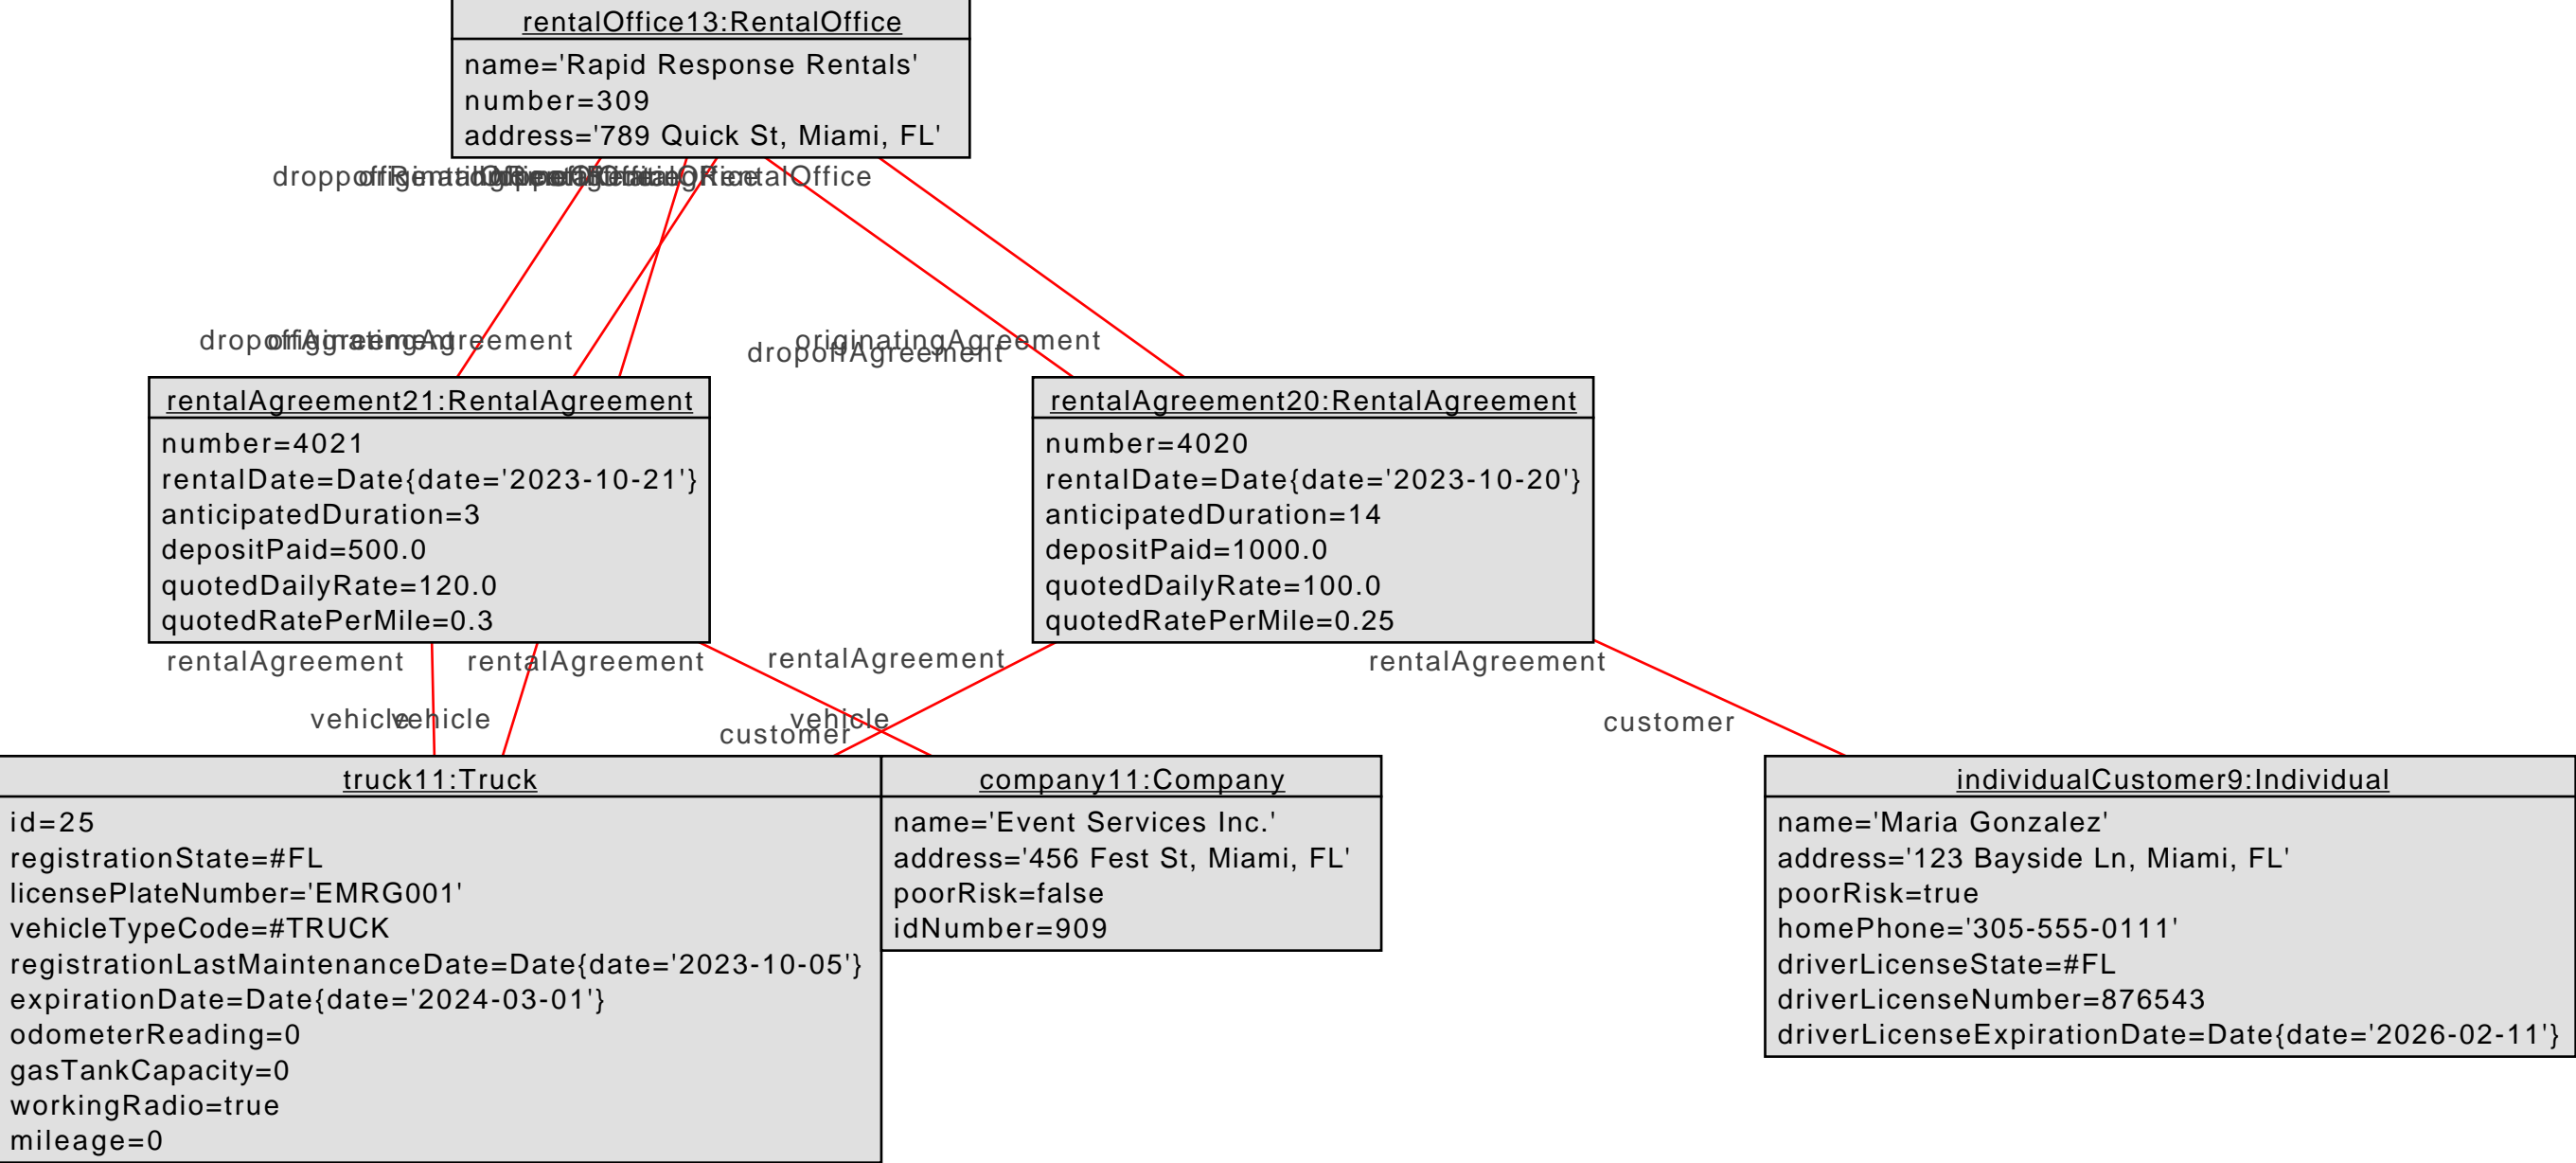 rentalOffice13:RentalOffice
name='Rapid Response Rentals'
number=309
address='789 Quick St, Miami, FL'
originatingAgreement
dropoffAgreement
rentalAgreement21:RentalAgreement
number=4021
rentalDate=Date{date='2023-10-21'}
anticipatedDuration=3
depositPaid=500.0
quotedDailyRate=120.0
quotedRatePerMile=0.3
rentalAgreement20:RentalAgreement
number=4020
rentalDate=Date{date='2023-10-20'}
anticipatedDuration=14
depositPaid=1000.0
quotedDailyRate=100.0
quotedRatePerMile=0.25
rentalAgreement
rentalAgreement
rentalAgreement
rentalAgreement
vehicle
vehicle
vehicle
customer
customer
truck11:Truck
id=25
registrationState=#FL
licensePlateNumber='EMRG001'
vehicleTypeCode=#TRUCK
registrationLastMaintenanceDate=Date{date='2023-10-05'}
expirationDate=Date{date='2024-03-01'}
odometerReading=0
gasTankCapacity=0
workingRadio=true
mileage=0
company11:Company
name='Event Services Inc.'
address='456 Fest St, Miami, FL'
poorRisk=false
idNumber=909
individualCustomer9:Individual
name='Maria Gonzalez'
address='123 Bayside Ln, Miami, FL'
poorRisk=true
homePhone='305-555-0111'
driverLicenseState=#FL
driverLicenseNumber=876543
driverLicenseExpirationDate=Date{date='2026-02-11'}